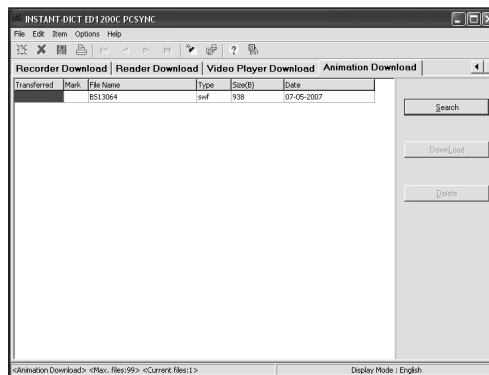 INSTANT-DICT ED1200C PCSYNC
File Edit Item Options Help
Recorder Download Reader Download Video Player Download Animation Download
Transferred Mark File Name Type Size(B) Date
BS13064 swf 938 07-05-2007
Search
DownLoad
Delete
<Animation Download> <Max. files:99> <Current files:1> Display Mode : English